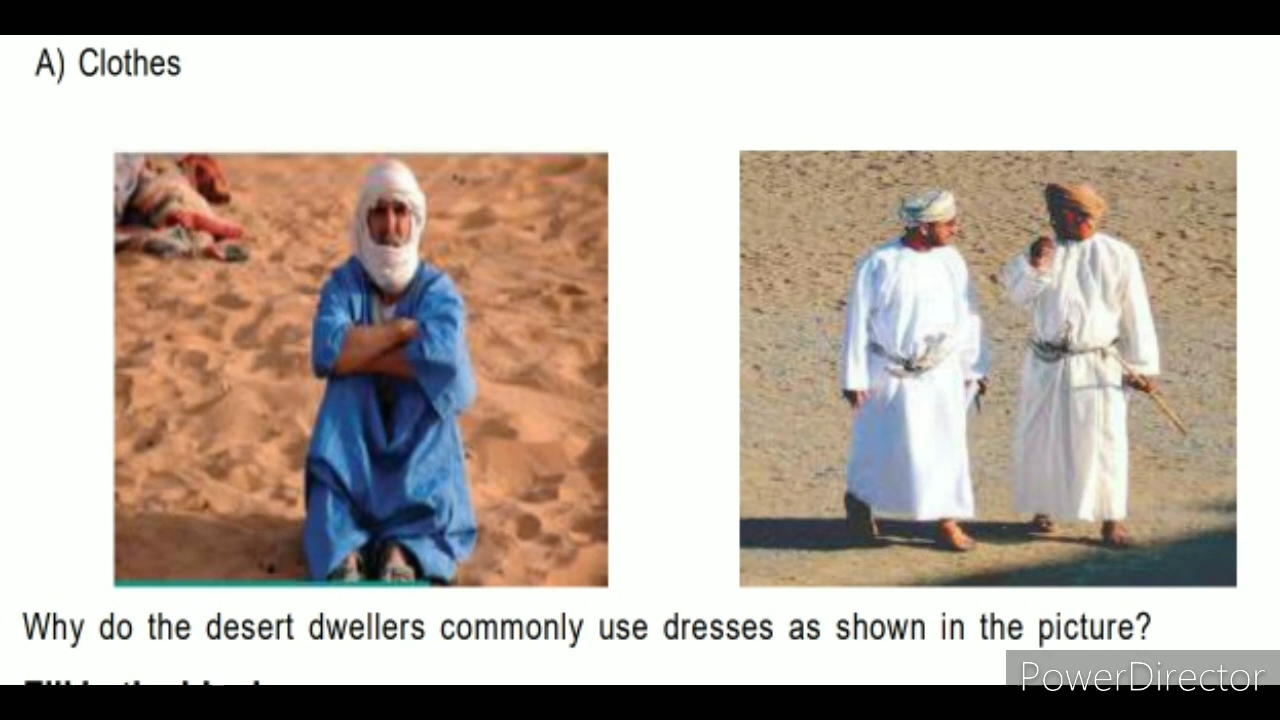 A) Clothes
Why do the desert dwellers commonly use dresses as shown in the picture?
PowerDirector